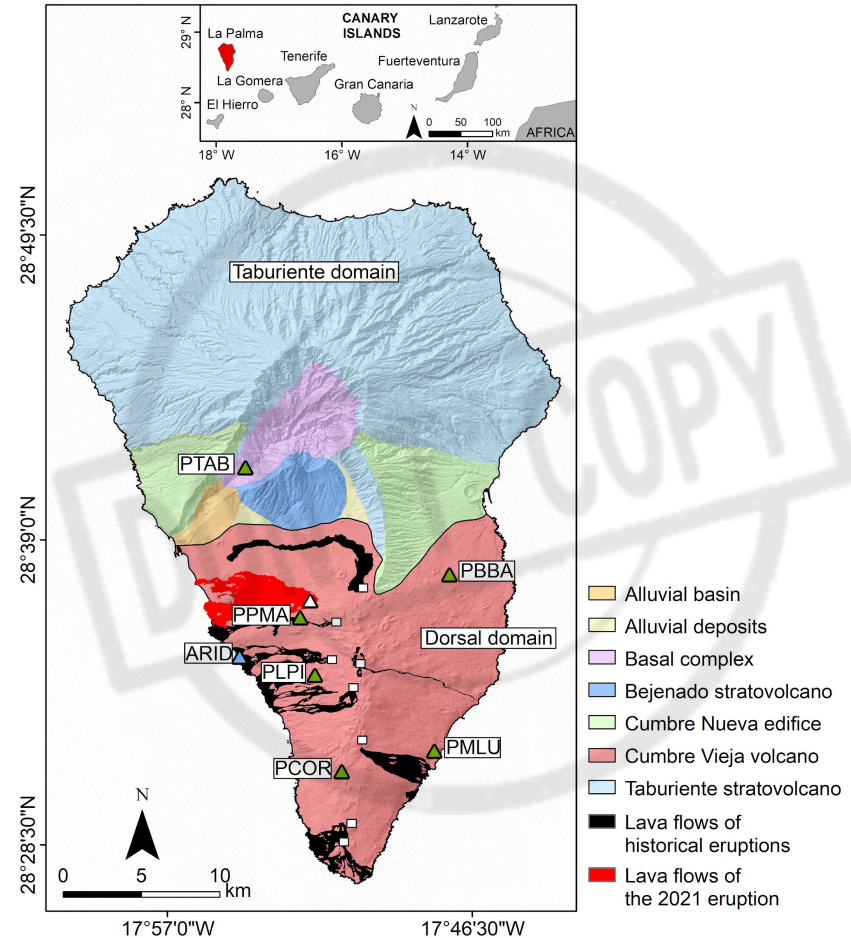 CANARY
ISLANDS
Lanzarote
La Palma
Tenerife
Fuerteventura
La Gomera
Gran Canaria
El Hierro
N
0 50 100
km
AFRICA
29° N
28° N
18° W
16° W
14° W
28°49'30"N
Taburiente domain
PTAB
28°39'0"N
PBBA
PPMA
Dorsal domain
ARID
PLPI
PMLU
PCOR
28°28'30"N
N
0 5 10
km
17°57'0"W
17°46'30"W
Alluvial basin
Alluvial deposits
Basal complex
Bejenado stratovolcano
Cumbre Nueva edifice
Cumbre Vieja volcano
Taburiente stratovolcano
Lava flows of
historical eruptions
Lava flows of
the 2021 eruption
COPY